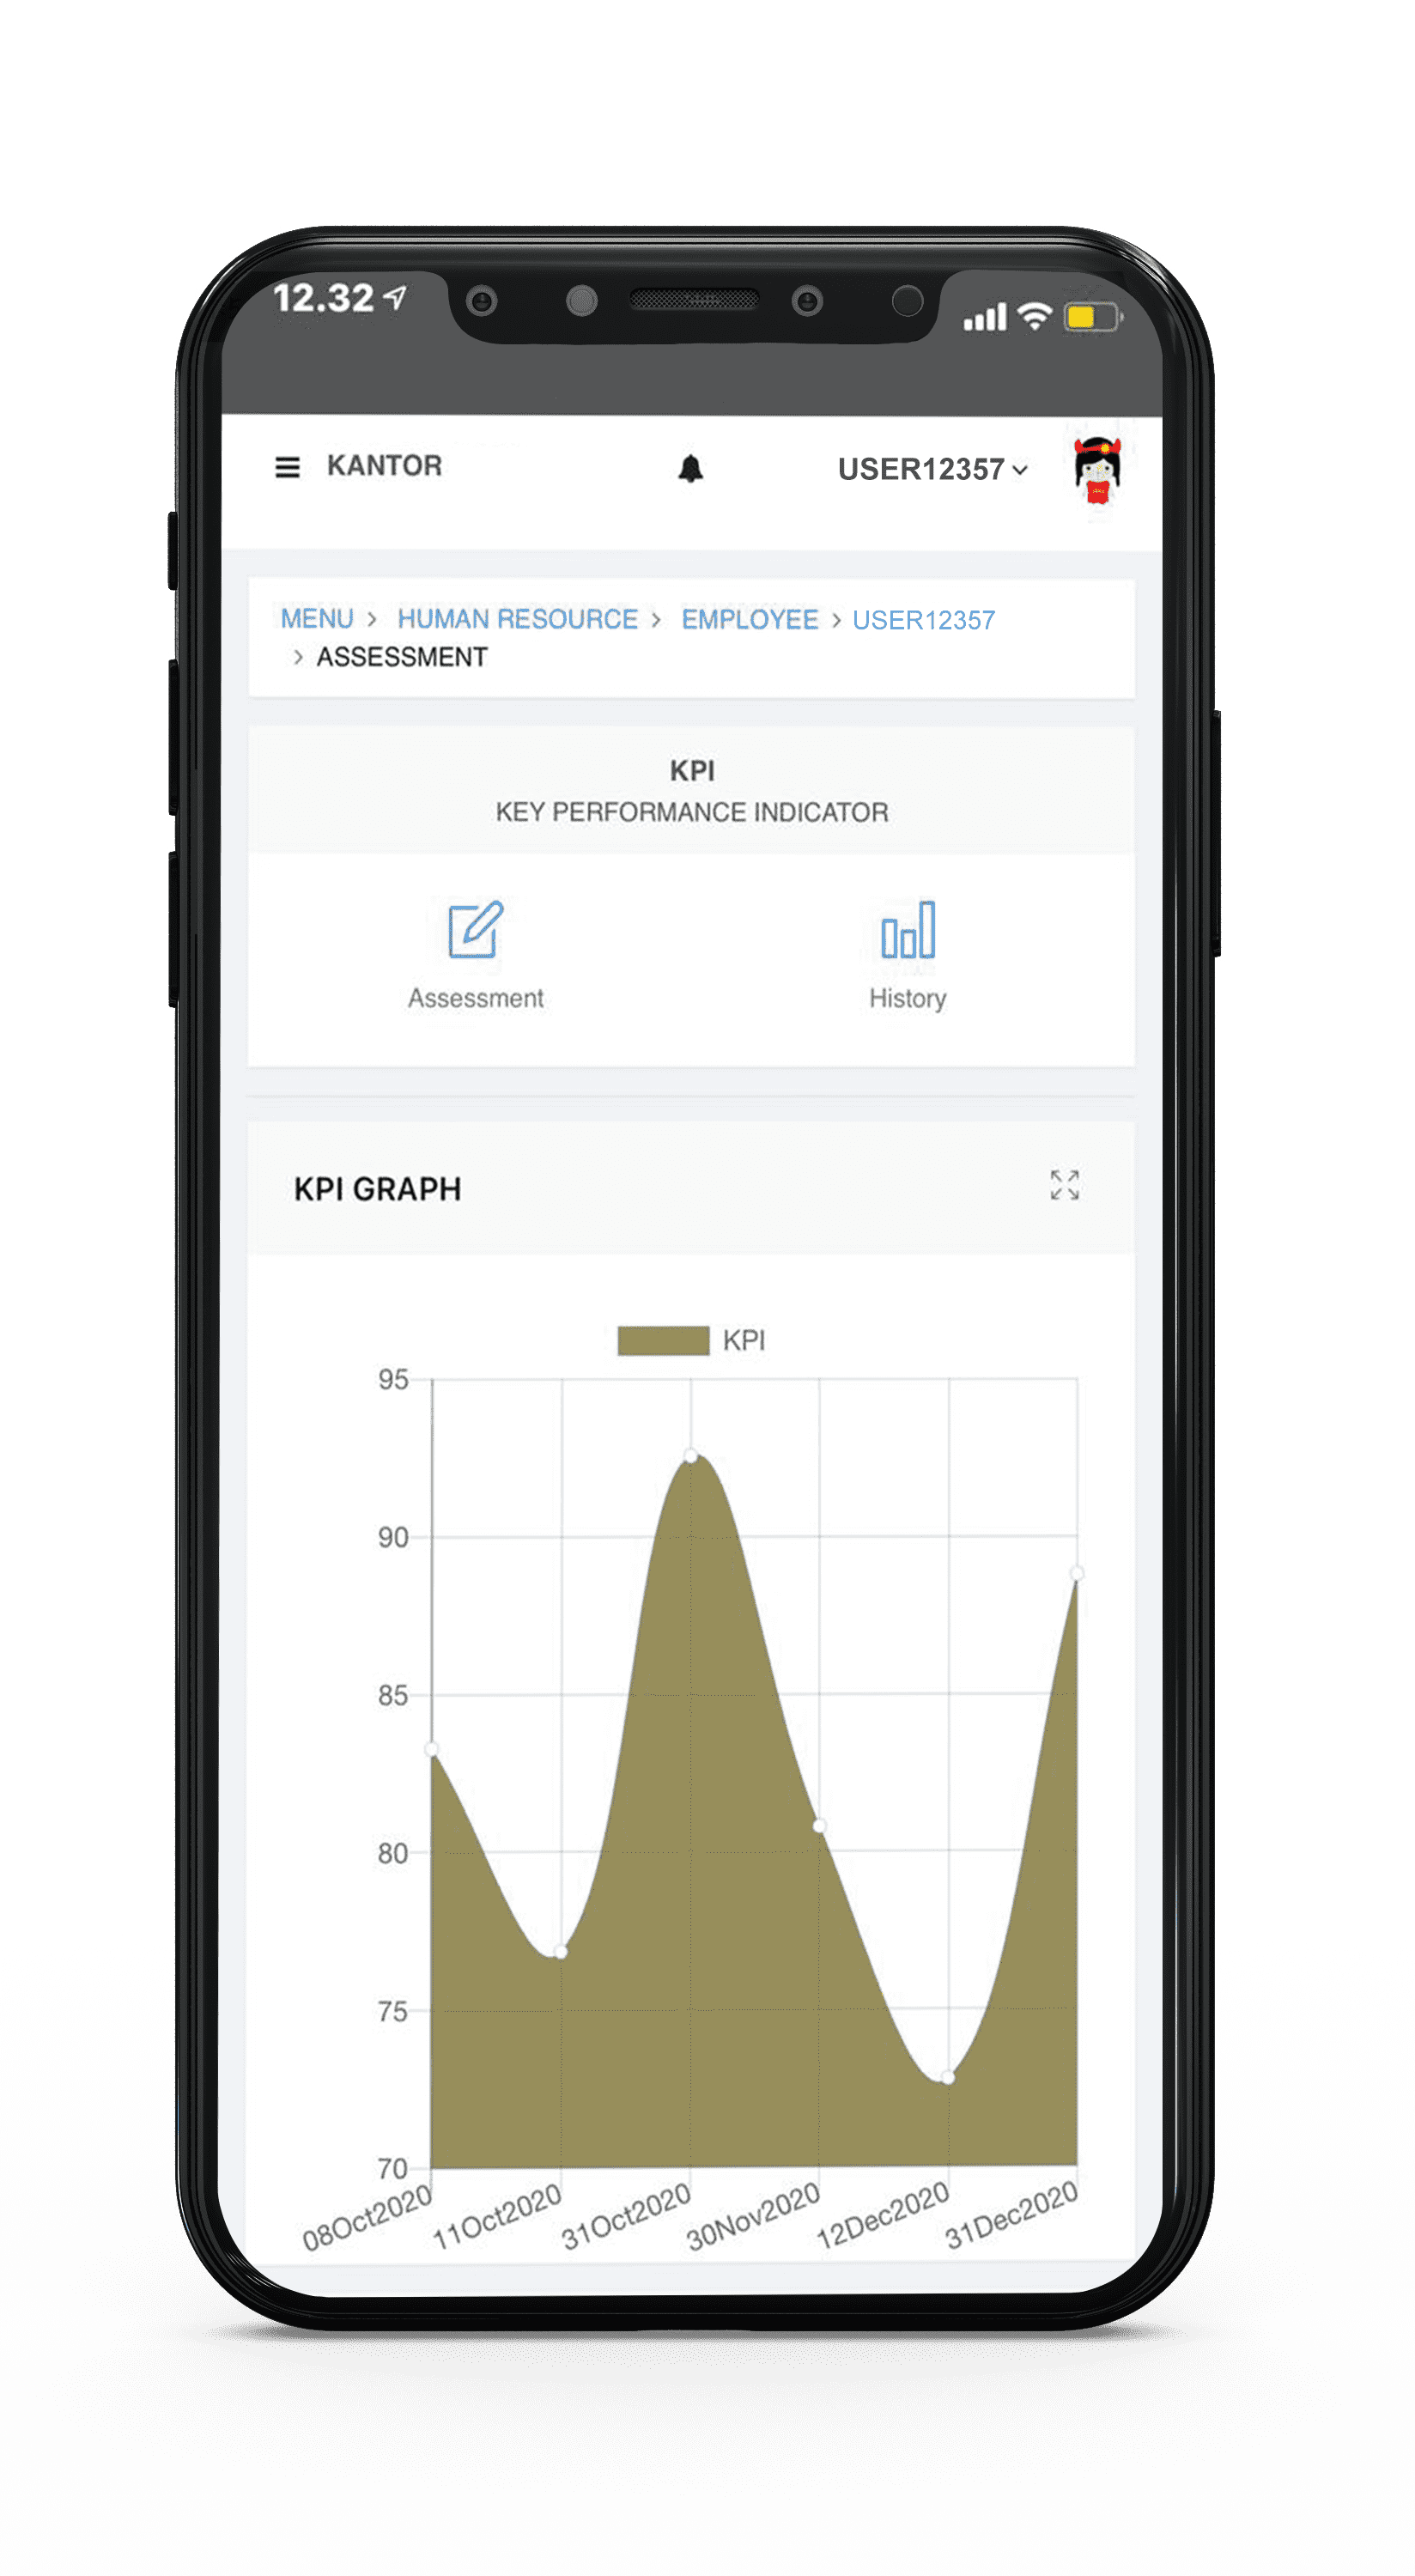 12.32
KANTOR USER12357
MENU > HUMAN RESOURCE > EMPLOYEE > USER12357
> ASSESSMENT
KPI
KEY PERFORMANCE INDICATOR
Assessment History
KPI GRAPH
KPI
95
90
85
80
75
70
08Oct2020 11Oct2020 31Oct2020 30Nov2020 12Dec2020 31Dec2020